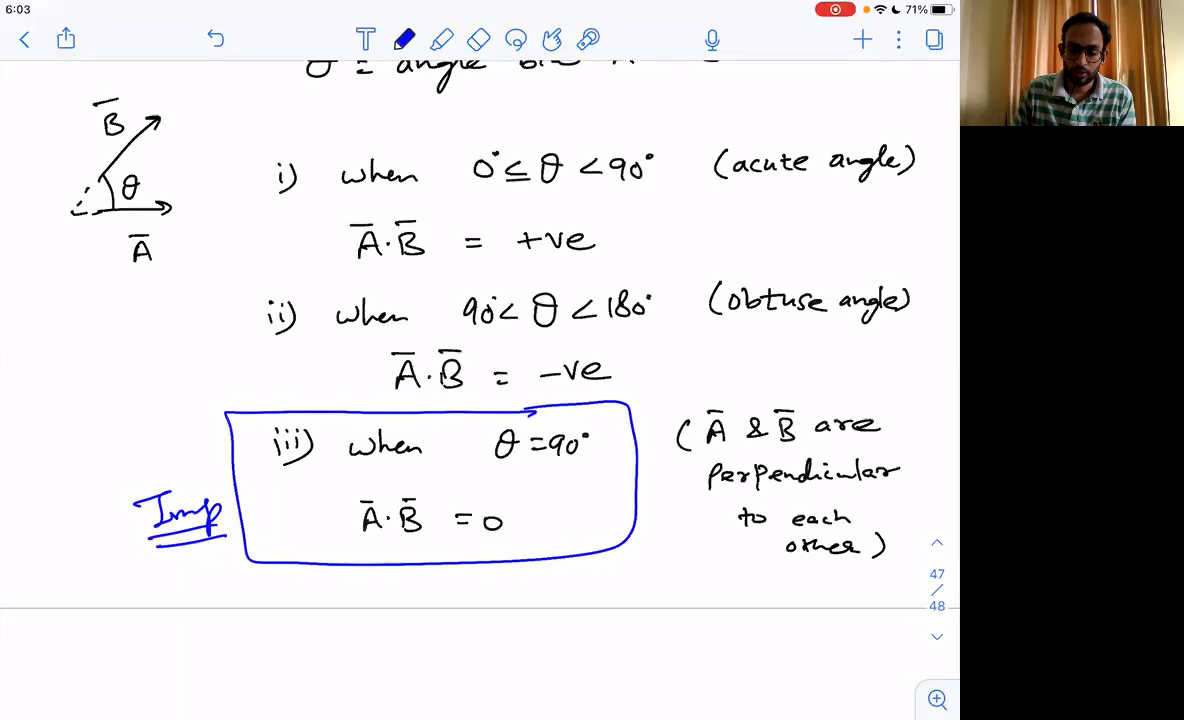 6:03
71%
θ = angle
B̅
θ
A̅
i) when 0° ≤ θ < 90° (acute angle)
A̅·B̅ = +ve
ii) when 90° < θ < 180° (obtuse angle)
A̅·B̅ = -ve
iii) when θ = 90°
(A̅ & B̅ are
perpendicular
to each
other)
Imp
A̅·B̅ = 0
47
/
48